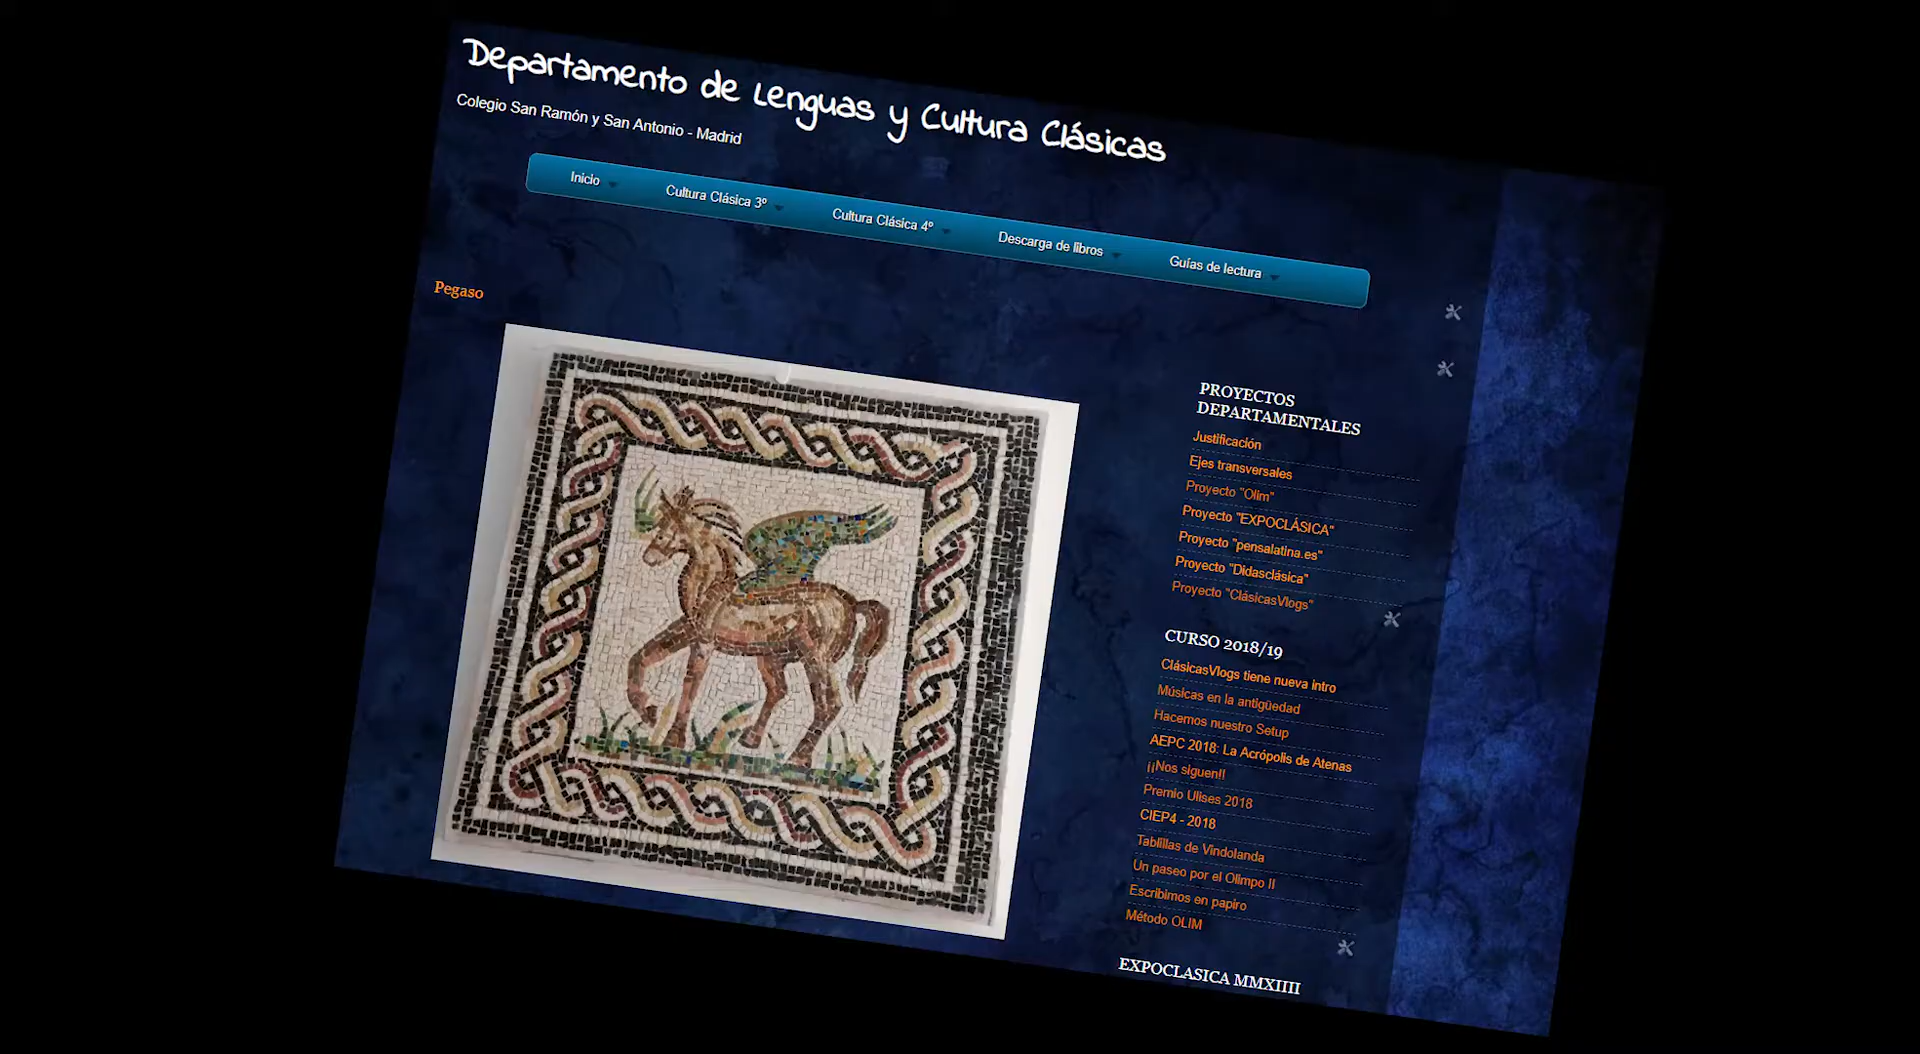 Departamento de Lenguas y Cultura Clásicas
Colegio San Ramón y San Antonio - Madrid
Inicio
Cultura Clásica 3º
Cultura Clásica 4º
Descarga de libros
Guías de lectura
Pegaso
PROYECTOS
DEPARTAMENTALES
Justificación
Ejes transversales
Proyecto "Olim"
Proyecto "EXPOCLÁSICA"
Proyecto "pensalatina.es"
Proyecto "Didasclásica"
Proyecto "ClásicasVlogs"
CURSO 2018/19
ClásicasVlogs tiene nueva intro
Músicas en la antigüedad
Hacemos nuestro Setup
AEPC 2018: La Acrópolis de Atenas
¡¡Nos siguen!!
Premio Ulises 2018
CIEP4 - 2018
Tablillas de Vindolanda
Un paseo por el Olimpo II
Escribimos en papiro
Método OLIM
EXPOCLASICA MMXIIII